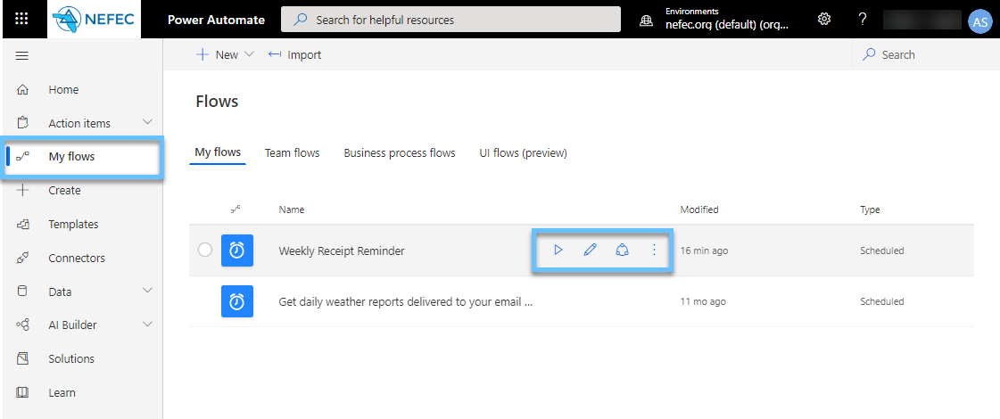 NEFEC
Power Automate
Search for helpful resources
Environments
nefec.org (default) (org...
?
AS
New
Import
Search
Home
Action items
My flows
Create
Templates
Connectors
Data
AI Builder
Solutions
Learn
Flows
My flows Team flows Business process flows UI flows (preview)
Name Modified Type
Weekly Receipt Reminder 16 min ago Scheduled
Get daily weather reports delivered to your email ... 11 mo ago Scheduled